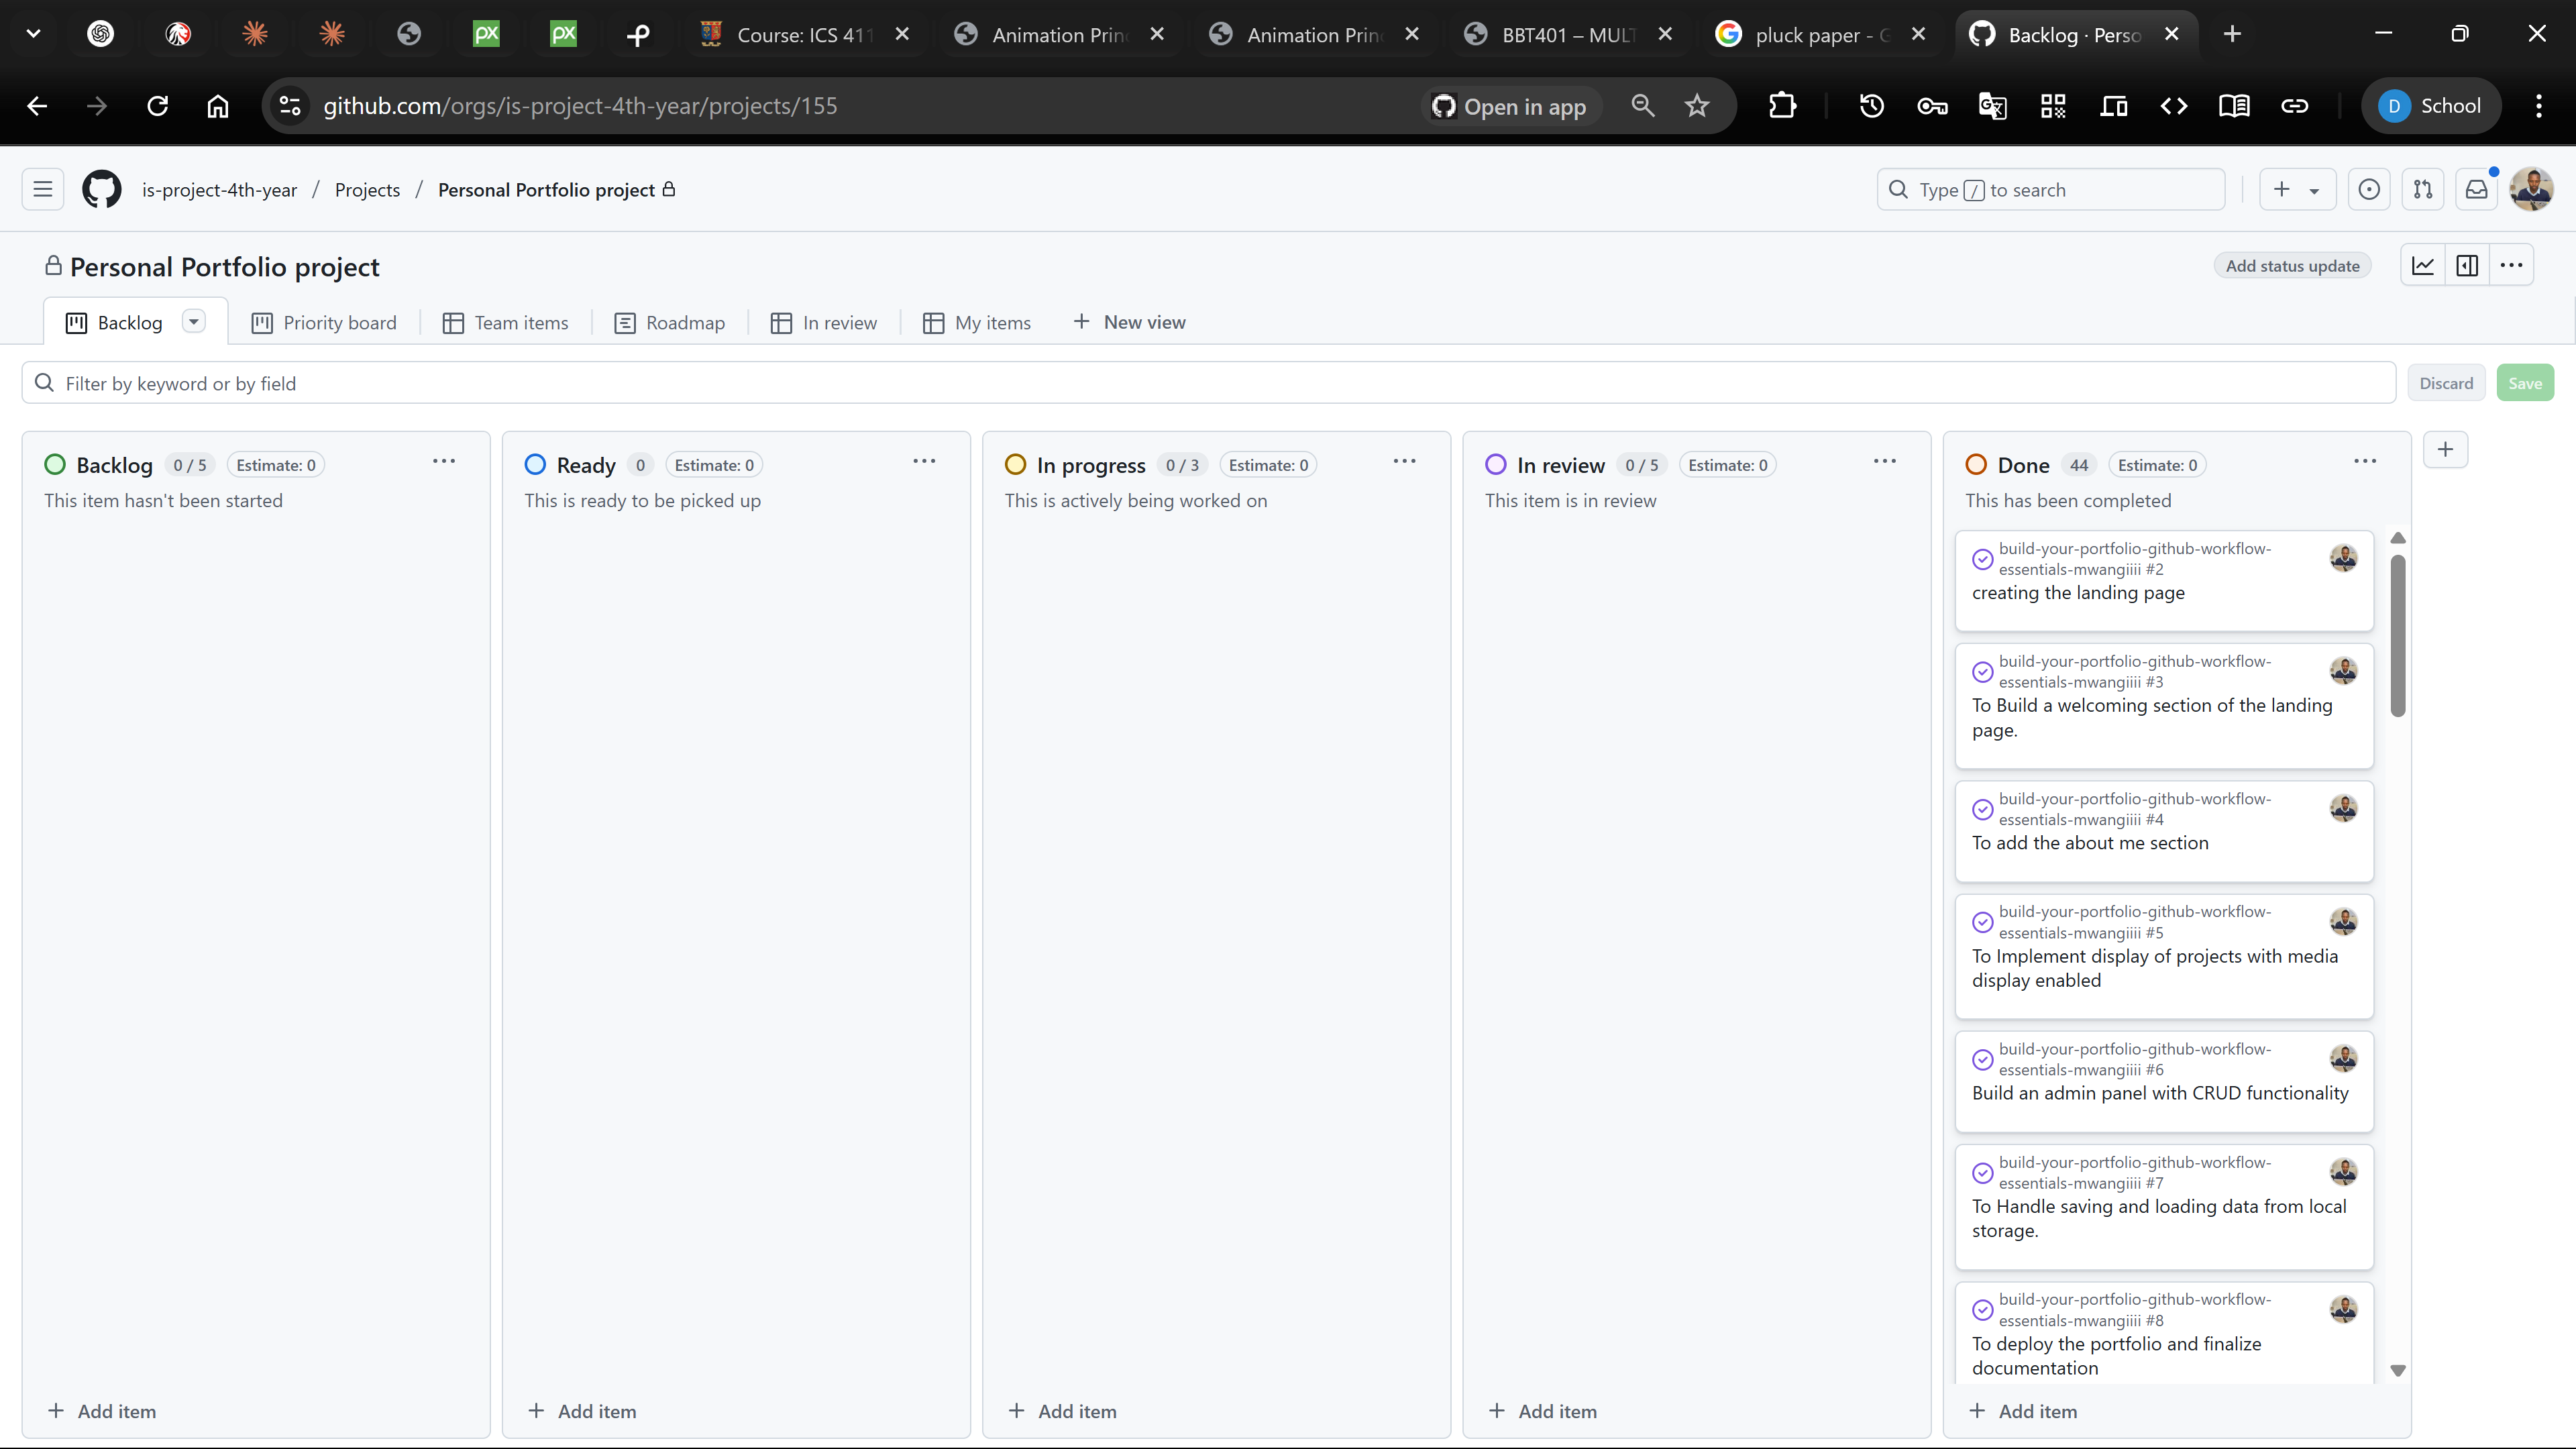 Course: ICS 411
Animation Prin
Animation Prin
BBT401 – MULT
pluck paper - G
Backlog · Perso
github.com/orgs/is-project-4th-year/projects/155
Open in app
D
School
is-project-4th-year / Projects / Personal Portfolio project
Type / to search
Personal Portfolio project
Add status update
Backlog
Priority board
Team items
Roadmap
In review
My items
New view
Filter by keyword or by field
Discard
Save
Backlog 0 / 5 Estimate: 0
This item hasn't been started
Add item
Ready 0 Estimate: 0
This is ready to be picked up
Add item
In progress 0 / 3 Estimate: 0
This is actively being worked on
Add item
In review 0 / 5 Estimate: 0
This item is in review
Add item
Done 44 Estimate: 0
This has been completed
build-your-portfolio-github-workflow-
essentials-mwangiiii #2
creating the landing page
build-your-portfolio-github-workflow-
essentials-mwangiiii #3
To Build a welcoming section of the landing
page.
build-your-portfolio-github-workflow-
essentials-mwangiiii #4
To add the about me section
build-your-portfolio-github-workflow-
essentials-mwangiiii #5
To Implement display of projects with media
display enabled
build-your-portfolio-github-workflow-
essentials-mwangiiii #6
Build an admin panel with CRUD functionality
build-your-portfolio-github-workflow-
essentials-mwangiiii #7
To Handle saving and loading data from local
storage.
build-your-portfolio-github-workflow-
essentials-mwangiiii #8
To deploy the portfolio and finalize
documentation
Add item